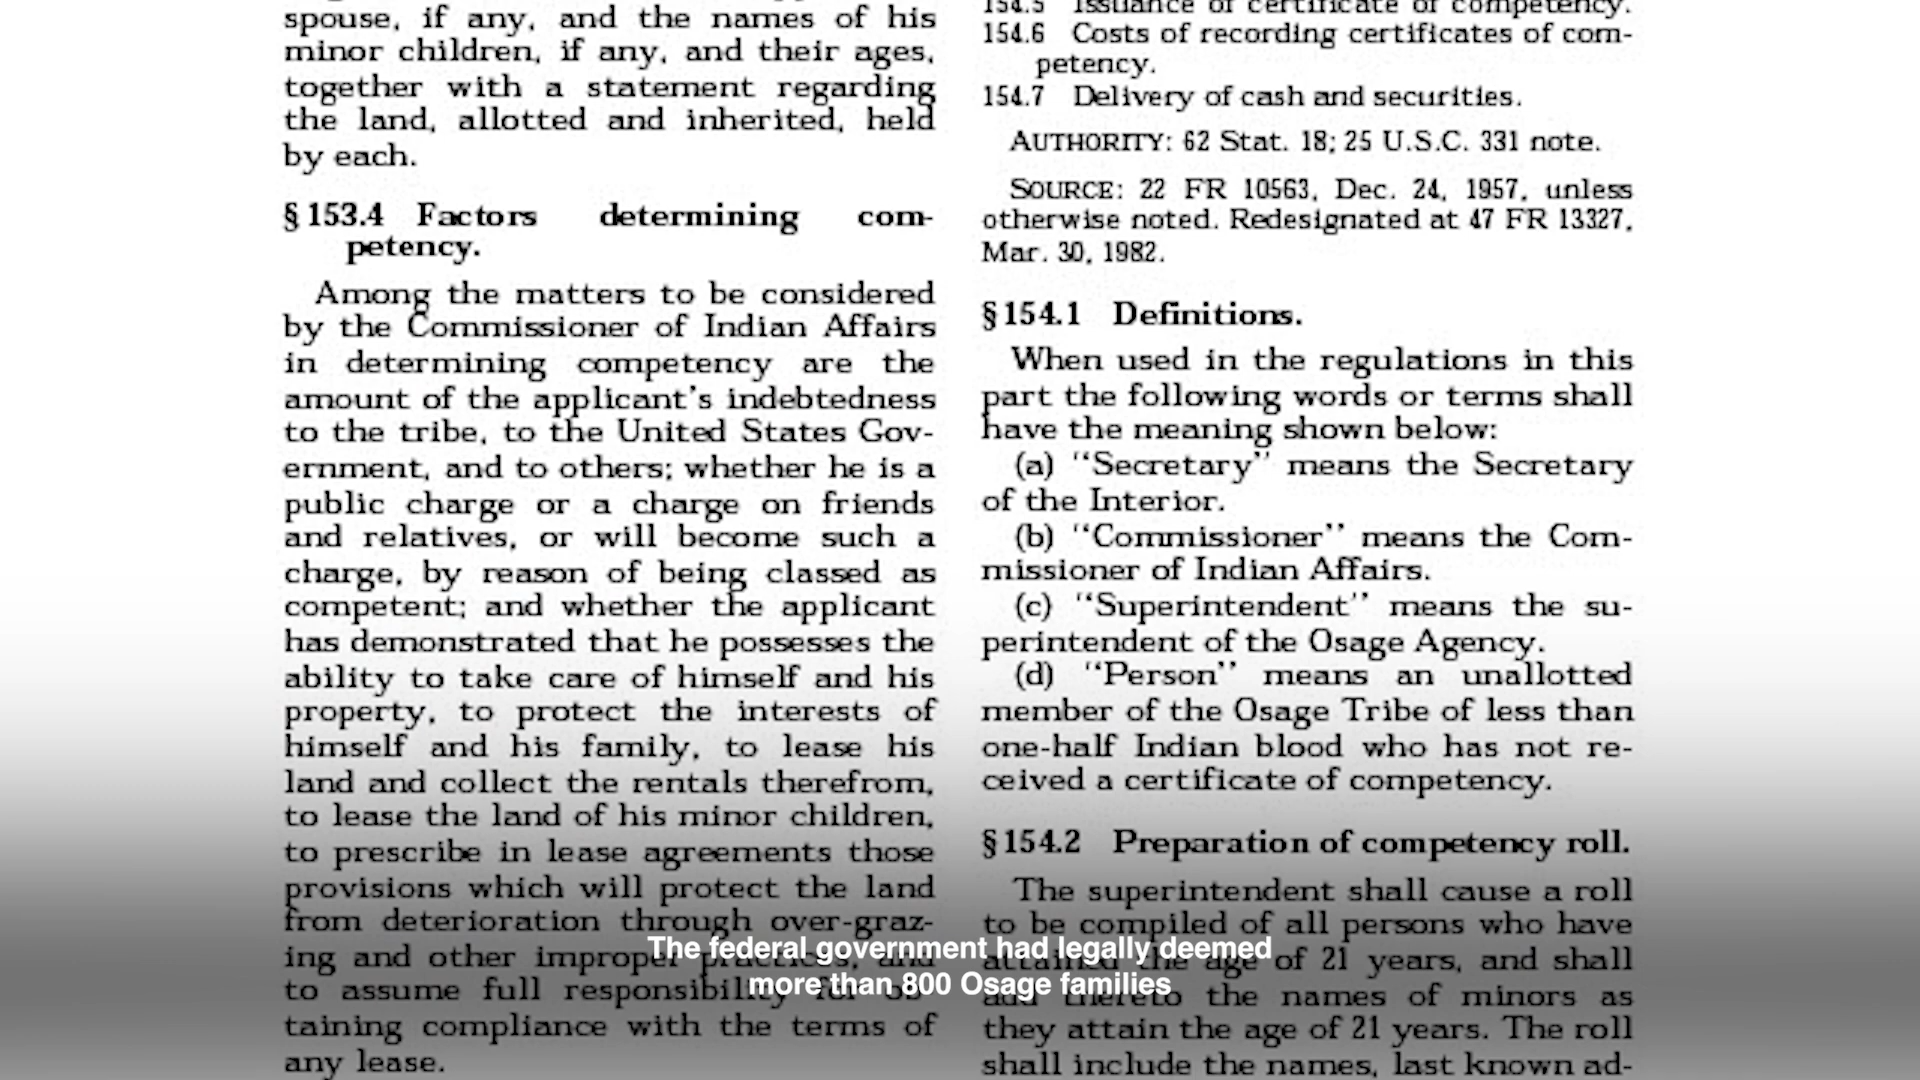 spouse, if any, and the names of his
minor children, if any, and their ages,
together with a statement regarding
the land, allotted and inherited, held
by each.
§ 153.4 Factors determining com-
petency.
Among the matters to be considered
by the Commissioner of Indian Affairs
in determining competency are the
amount of the applicant's indebtedness
to the tribe, to the United States Gov-
ernment, and to others; whether he is a
public charge or a charge on friends
and relatives, or will become such a
charge, by reason of being classed as
competent; and whether the applicant
has demonstrated that he possesses the
ability to take care of himself and his
property, to protect the interests of
himself and his family, to lease his
land and collect the rentals therefrom,
to lease the land of his minor children,
to prescribe in lease agreements those
provisions which will protect the land
from deterioration through over-graz-
ing and other improper practices, and
to assume full responsibility for ob-
taining compliance with the terms of
any lease.
154.5 Issuance of certificate of competency.
154.6 Costs of recording certificates of com-
petency.
154.7 Delivery of cash and securities.
AUTHORITY: 62 Stat. 18; 25 U.S.C. 331 note.
SOURCE: 22 FR 10563, Dec. 24, 1957, unless
otherwise noted. Redesignated at 47 FR 13327,
Mar. 30, 1982.
§ 154.1 Definitions.
When used in the regulations in this
part the following words or terms shall
have the meaning shown below:
(a) ‘‘Secretary’’ means the Secretary
of the Interior.
(b) ‘‘Commissioner’’ means the Com-
missioner of Indian Affairs.
(c) ‘‘Superintendent’’ means the su-
perintendent of the Osage Agency.
(d) ‘‘Person’’ means an unallotted
member of the Osage Tribe of less than
one-half Indian blood who has not re-
ceived a certificate of competency.
§ 154.2 Preparation of competency roll.
The superintendent shall cause a roll
to be compiled of all persons who have
attained the age of 21 years, and shall
add thereto the names of minors as
they attain the age of 21 years. The roll
shall include the names, last known ad-
The federal government had legally deemed
more than 800 Osage families